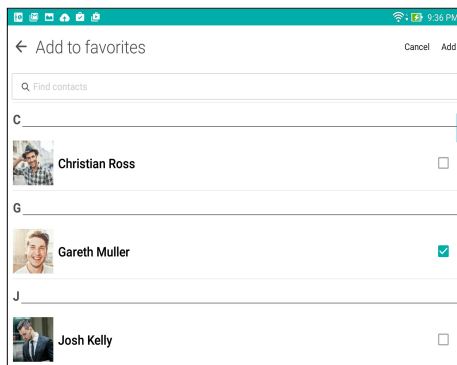 9:36 PM
Add to favorites
Cancel Add
Find contacts
C
Christian Ross
G
Gareth Muller
J
Josh Kelly